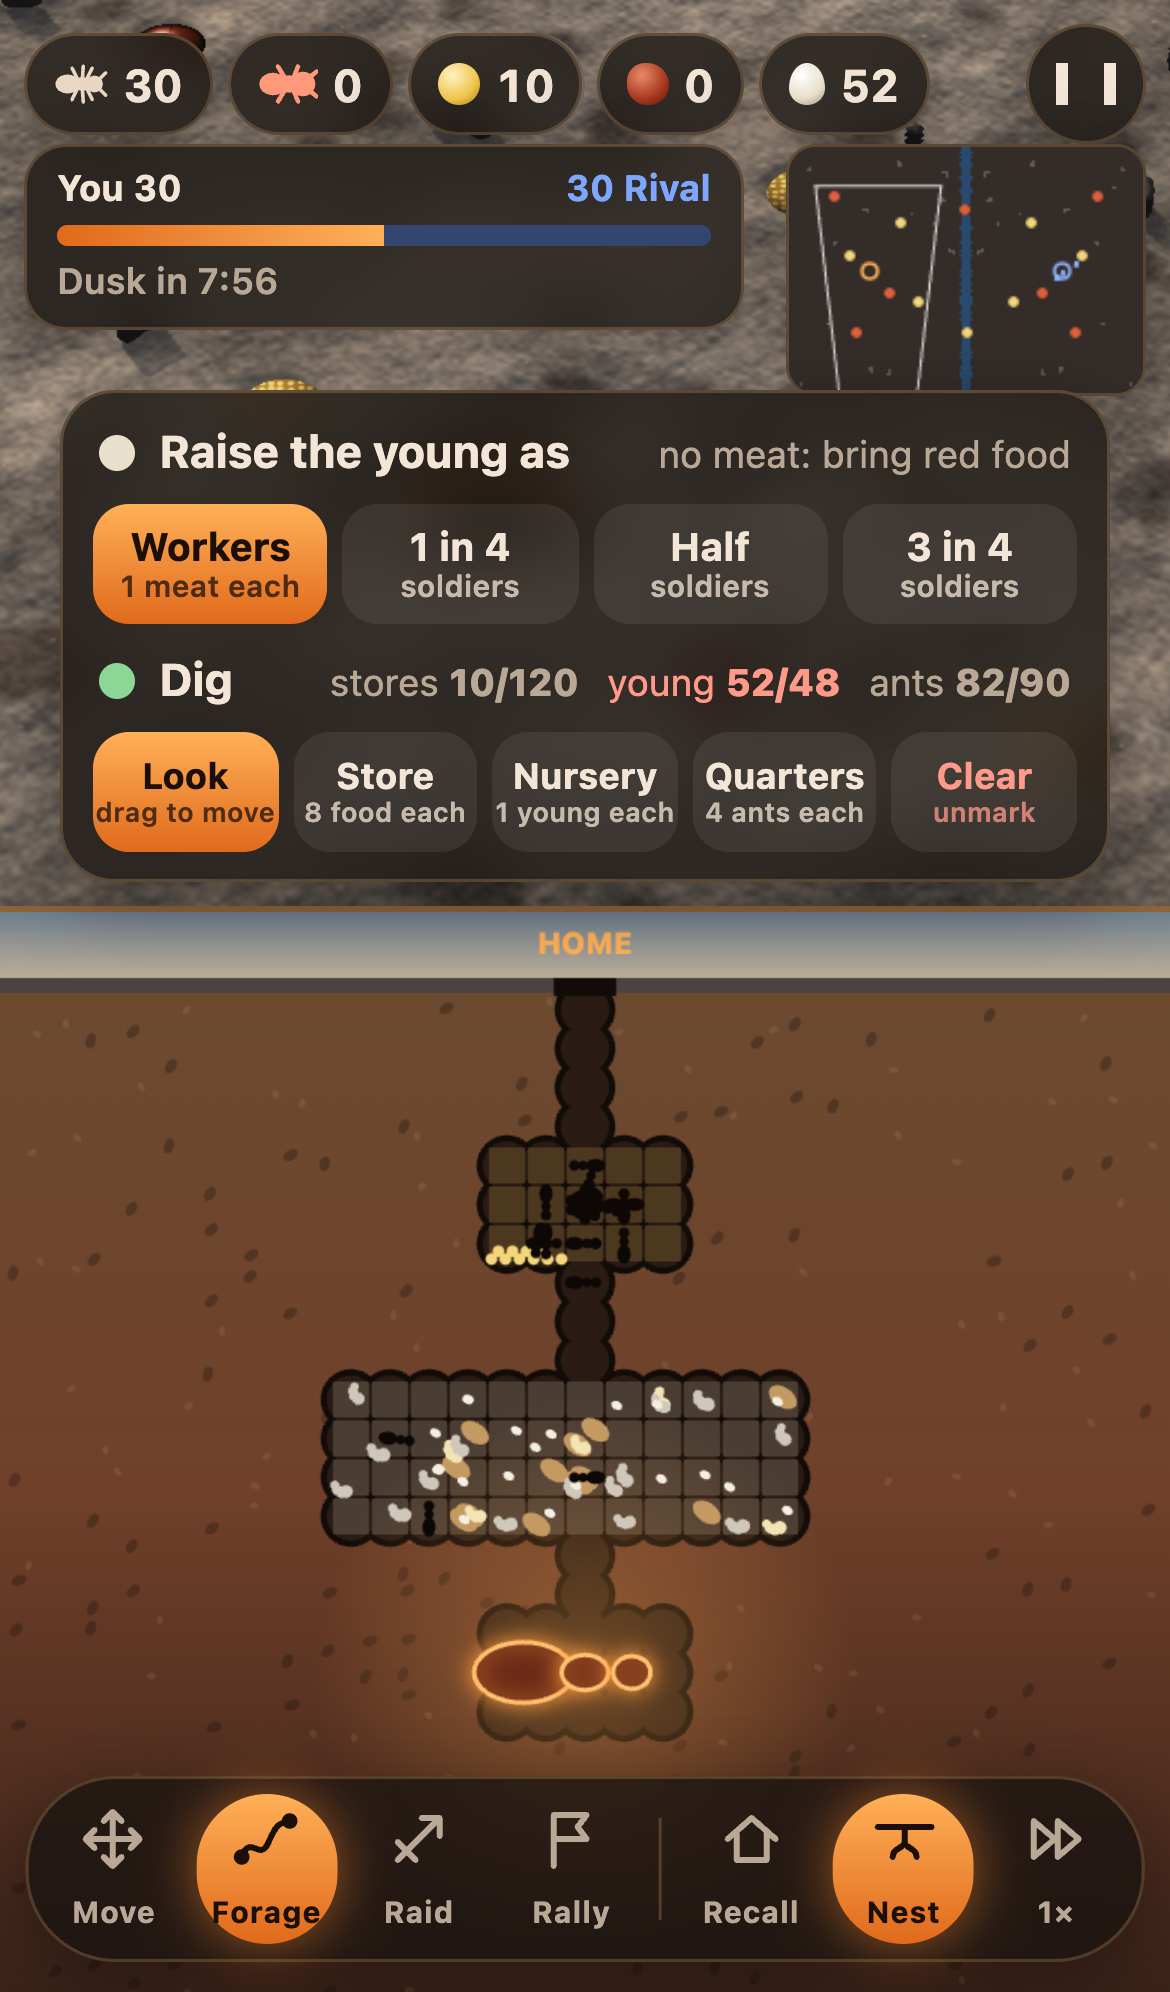 30 0 10 0 52
You 30 30 Rival
Dusk in 7:56
Raise the young as no meat: bring red food
Workers 1 in 4 Half 3 in 4
1 meat each soldiers soldiers soldiers
Dig stores 10/120 young 52/48 ants 82/90
Look Store Nursery Quarters Clear
drag to move 8 food each 1 young each 4 ants each unmark
HOME
Move Forage Raid Rally Recall Nest 1×